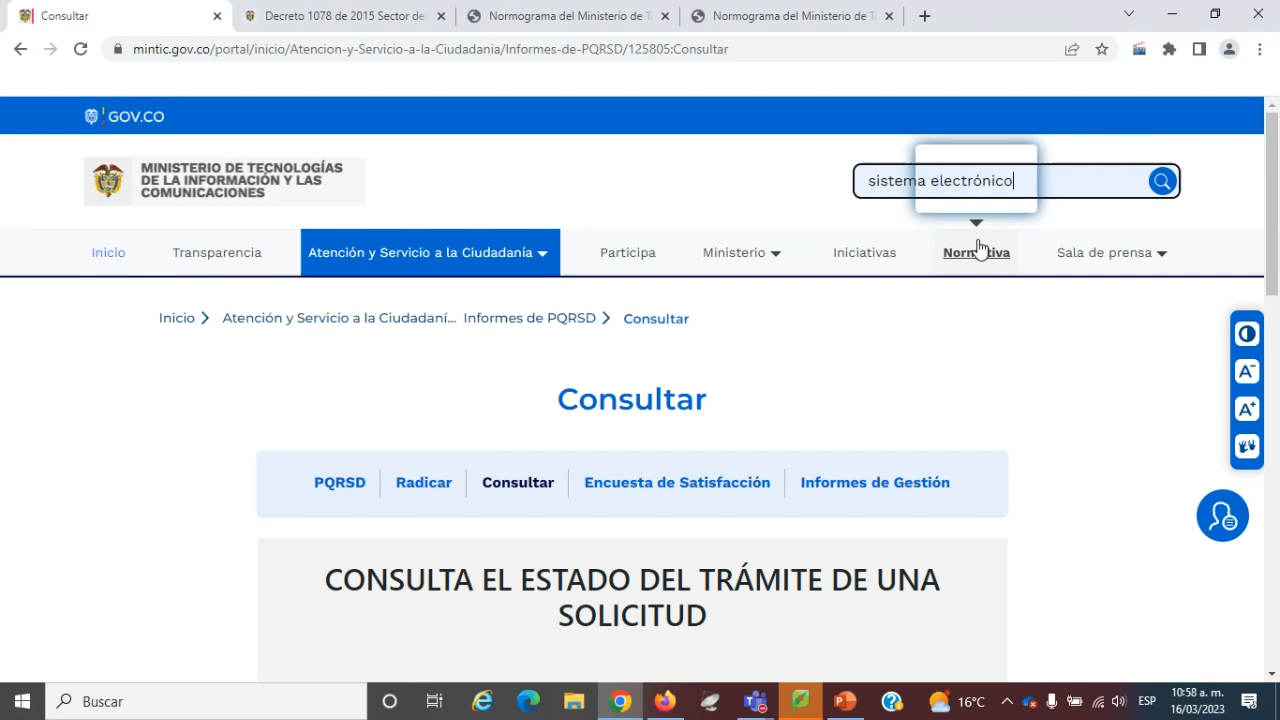 Consultar
Decreto 1078 de 2015 Sector de
Normograma del Ministerio de T
Normograma del Ministerio de T
mintic.gov.co/portal/inicio/Atencion-y-Servicio-a-la-Ciudadania/Informes-de-PQRSD/125805:Consultar
GOV.CO
MINISTERIO DE TECNOLOGÍAS
DE LA INFORMACIÓN Y LAS
COMUNICACIONES
sistema electrónico
Inicio
Transparencia
Atención y Servicio a la Ciudadanía
Participa
Ministerio
Iniciativas
Normativa
Sala de prensa
Inicio > Atención y Servicio a la Ciudadaní... Informes de PQRSD > Consultar
Consultar
PQRSD
Radicar
Consultar
Encuesta de Satisfacción
Informes de Gestión
A-
A+
CONSULTA EL ESTADO DEL TRÁMITE DE UNA
SOLICITUD
Buscar
16°C
ESP
10:58 a. m.
16/03/2023